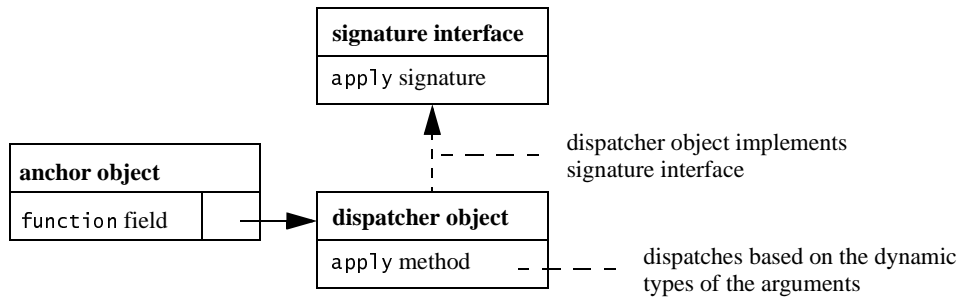 signature interface
apply signature
dispatcher object implements
signature interface
anchor object
function field
dispatcher object
apply method
dispatches based on the dynamic
types of the arguments